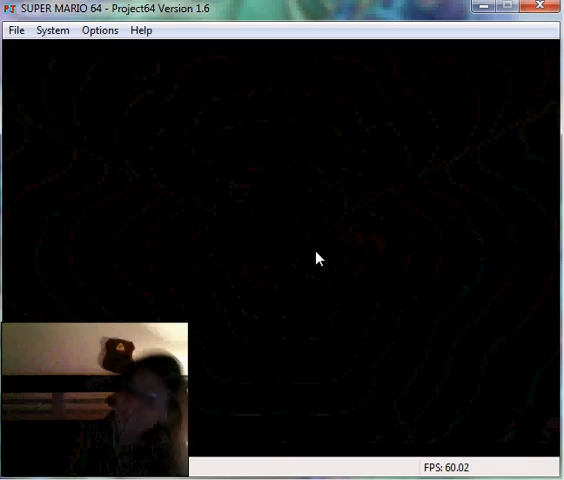 SUPER MARIO 64 - Project64 Version 1.6
File System Options Help
FPS: 60.02